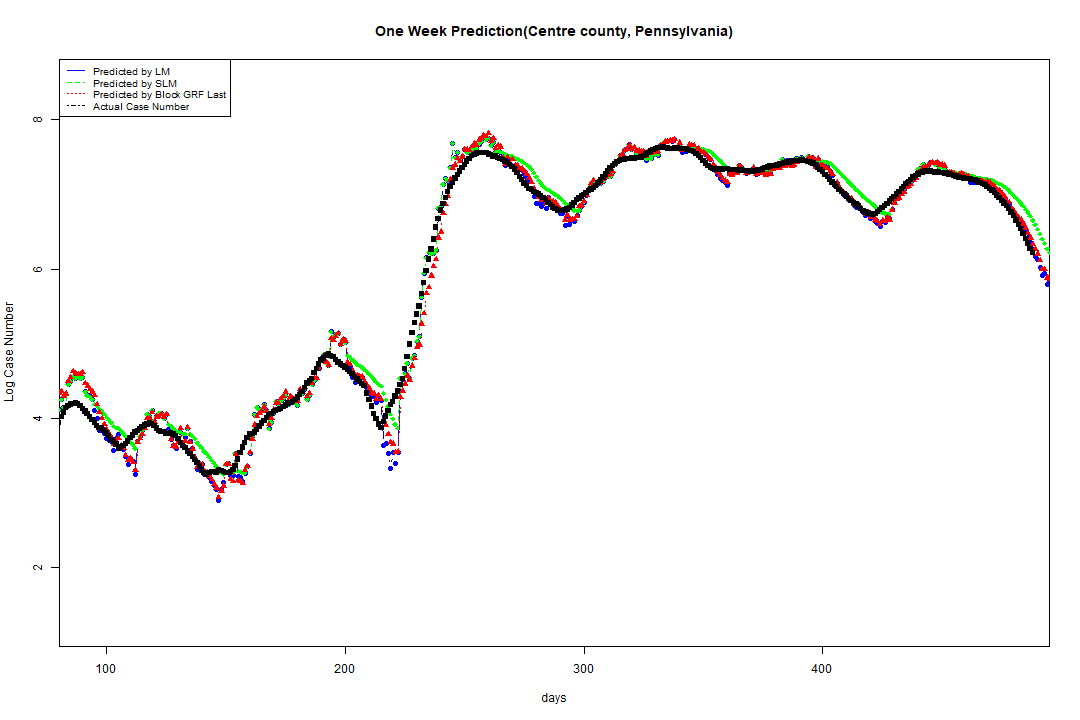 One Week Prediction(Centre county, Pennsylvania)
Predicted by LM
Predicted by SLM
Predicted by Block GRF Last
Actual Case Number
8
6
4
2
Log Case Number
100 200 300 400
days